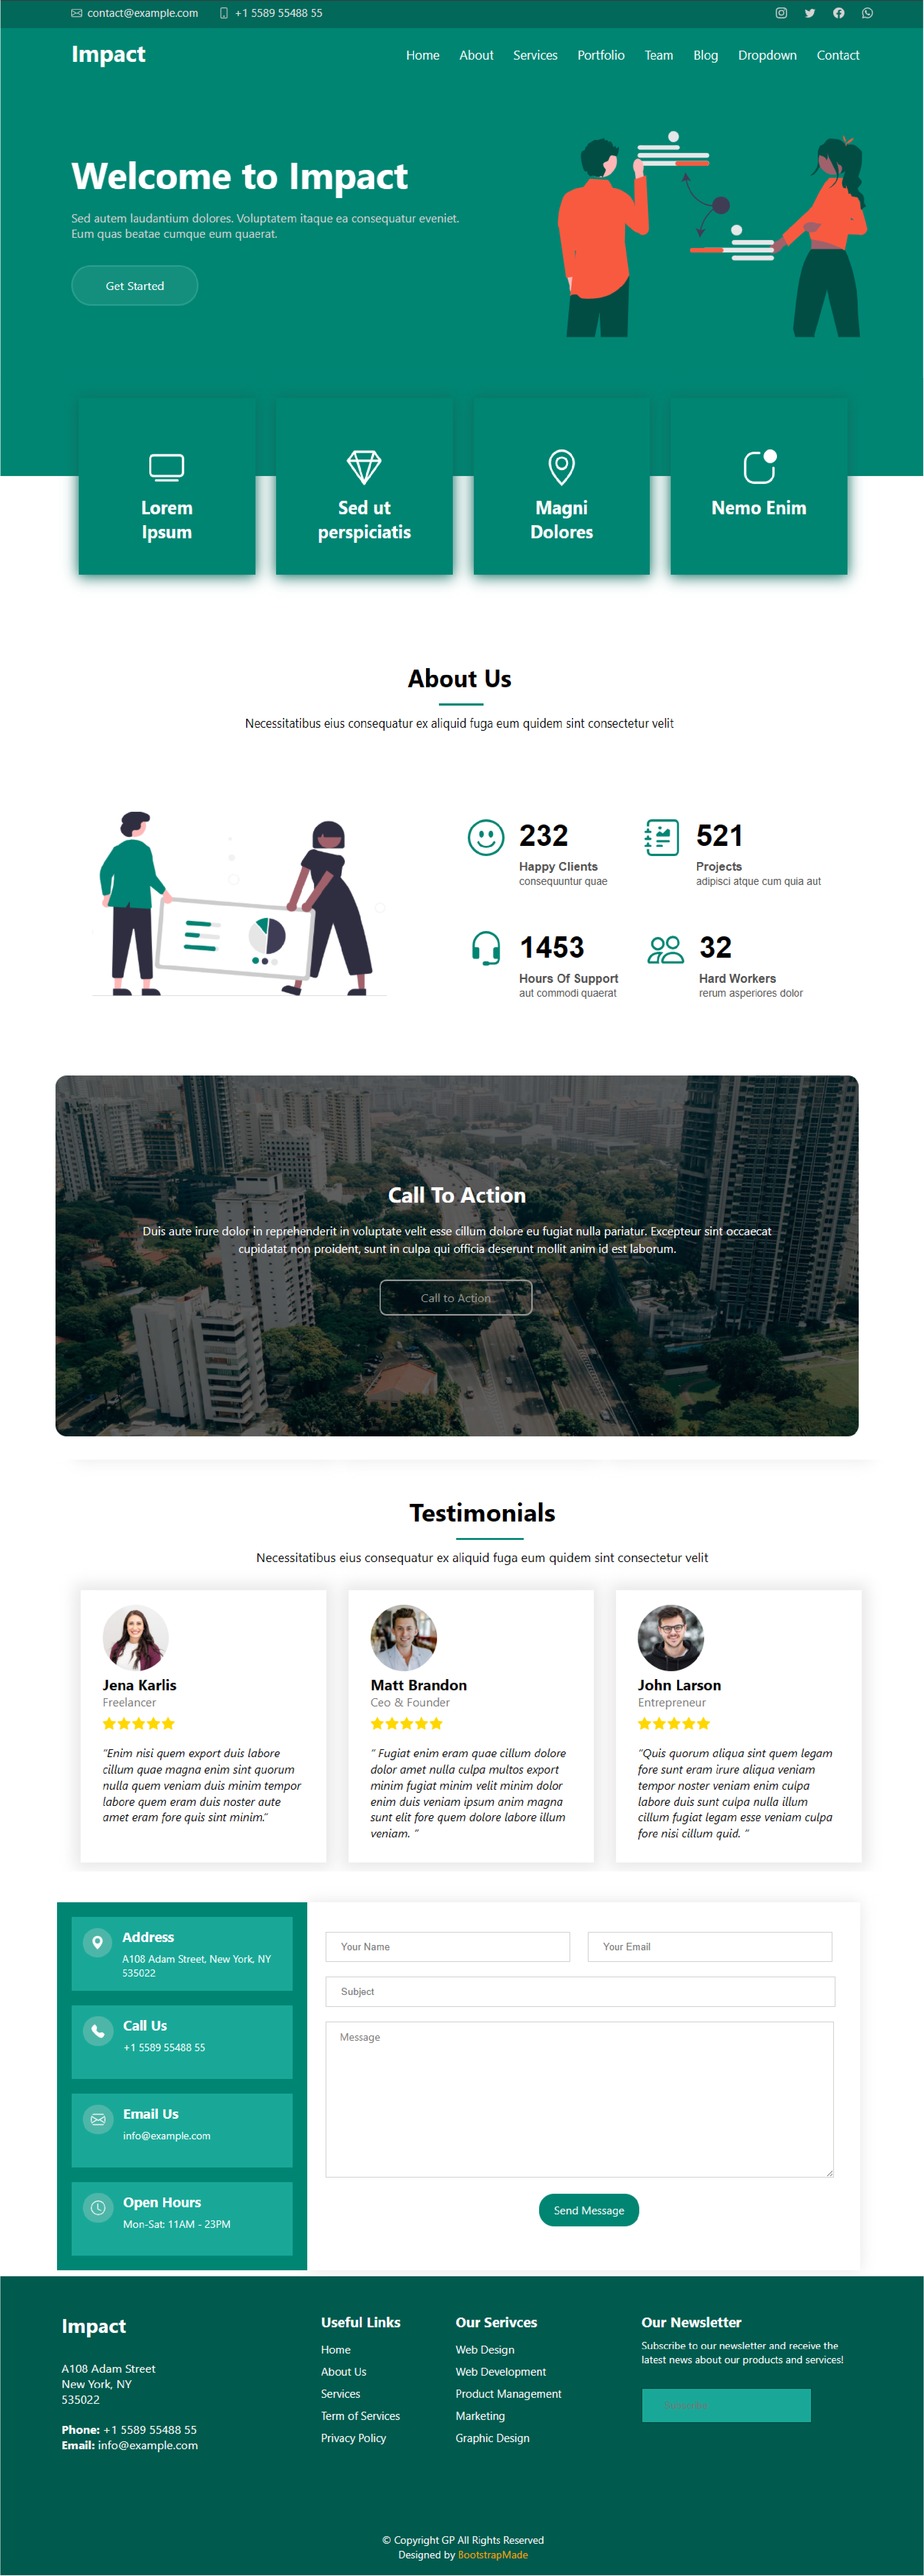 contact@example.com +1 5589 55488 55
Impact
Home About Services Portfolio Team Blog Dropdown Contact
Welcome to Impact
Sed autem laudantium dolores. Voluptatem itaque ea consequatur eveniet.
Eum quas beatae cumque eum quaerat.
Get Started
Lorem
Ipsum
Sed ut
perspiciatis
Magni
Dolores
Nemo Enim
About Us
Necessitatibus eius consequatur ex aliquid fuga eum quidem sint consectetur velit
232
Happy Clients
consequuntur quae
521
Projects
adipisci atque cum quia aut
1453
Hours Of Support
aut commodi quaerat
32
Hard Workers
rerum asperiores dolor
Call To Action
Duis aute irure dolor in reprehenderit in voluptate velit esse cillum dolore eu fugiat nulla pariatur. Excepteur sint occaecat
cupidatat non proident, sunt in culpa qui officia deserunt mollit anim id est laborum.
Call to Action
Testimonials
Necessitatibus eius consequatur ex aliquid fuga eum quidem sint consectetur velit
Jena Karlis
Freelancer
"Enim nisi quem export duis labore
cillum quae magna enim sint quorum
nulla quem veniam duis minim tempor
labore quem eram duis noster aute
amet eram fore quis sint minim."
Matt Brandon
Ceo & Founder
" Fugiat enim eram quae cillum dolore
dolor amet nulla culpa multos export
minim fugiat minim velit minim dolor
enim duis veniam ipsum anim magna
sunt elit fore quem dolore labore illum
veniam. "
John Larson
Entrepreneur
"Quis quorum aliqua sint quem legam
fore sunt eram irure aliqua veniam
tempor noster veniam enim culpa
labore duis sunt culpa nulla illum
cillum fugiat legam esse veniam culpa
fore nisi cillum quid. "
Address
A108 Adam Street, New York, NY
535022
Call Us
+1 5589 55488 55
Email Us
info@example.com
Open Hours
Mon-Sat: 11AM - 23PM
Your Name
Your Email
Subject
Message
Send Message
Impact
A108 Adam Street
New York, NY
535022
Phone: +1 5589 55488 55
Email: info@example.com
Useful Links
Home
About Us
Services
Term of Services
Privacy Policy
Our Serivces
Web Design
Web Development
Product Management
Marketing
Graphic Design
Our Newsletter
Subscribe to our newsletter and receive the
latest news about our products and services!
© Copyright GP All Rights Reserved
Designed by BootstrapMade